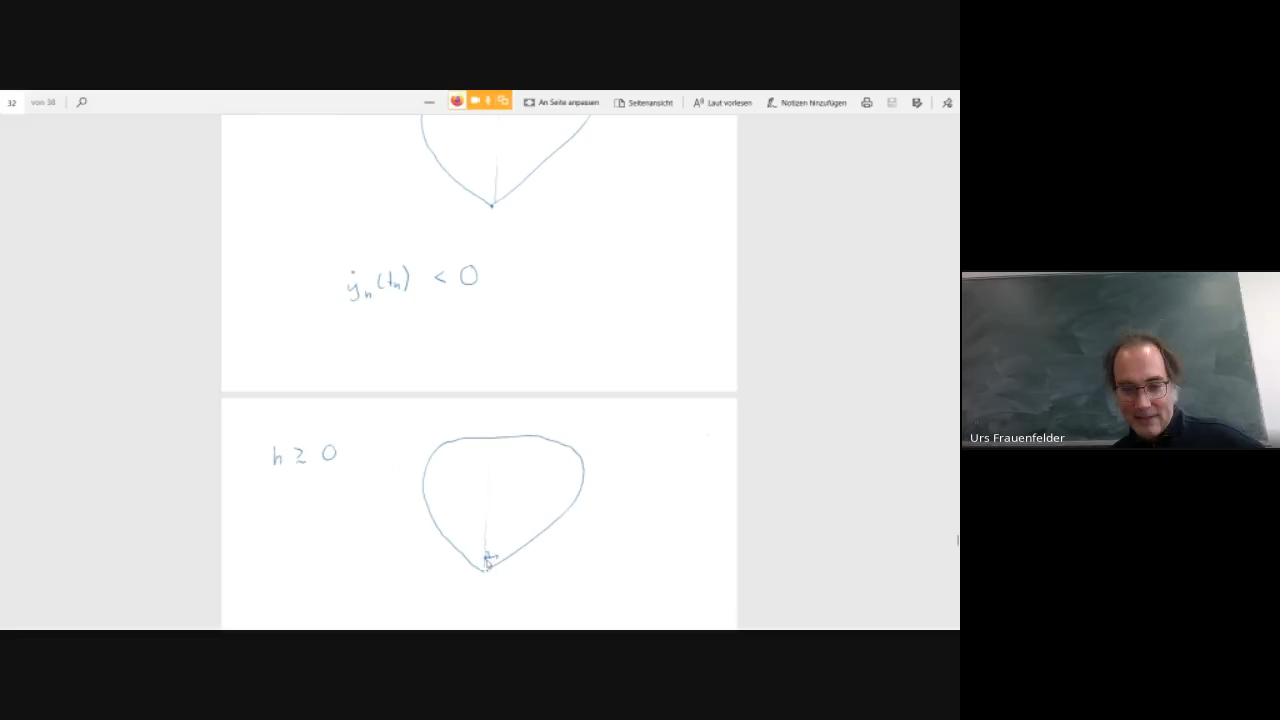 32 von 38 An Seite anpassen Seitenansicht Laut vorlesen Notizen hinzufügen
ẏₙ(tₙ) < 0
n ≥ 0
Urs Frauenfelder